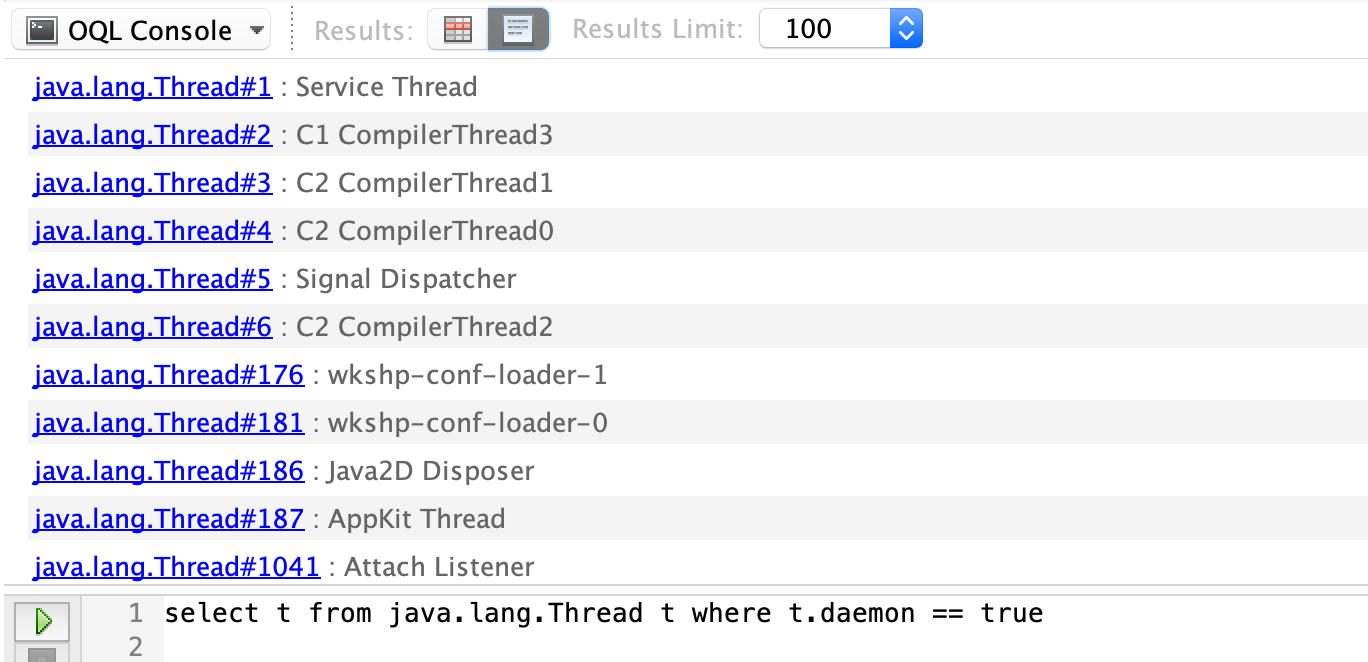 OQL Console Results: Results Limit: 100
java.lang.Thread#1 : Service Thread
java.lang.Thread#2 : C1 CompilerThread3
java.lang.Thread#3 : C2 CompilerThread1
java.lang.Thread#4 : C2 CompilerThread0
java.lang.Thread#5 : Signal Dispatcher
java.lang.Thread#6 : C2 CompilerThread2
java.lang.Thread#176 : wkshp-conf-loader-1
java.lang.Thread#181 : wkshp-conf-loader-0
java.lang.Thread#186 : Java2D Disposer
java.lang.Thread#187 : AppKit Thread
java.lang.Thread#1041 : Attach Listener
1 select t from java.lang.Thread t where t.daemon == true
2